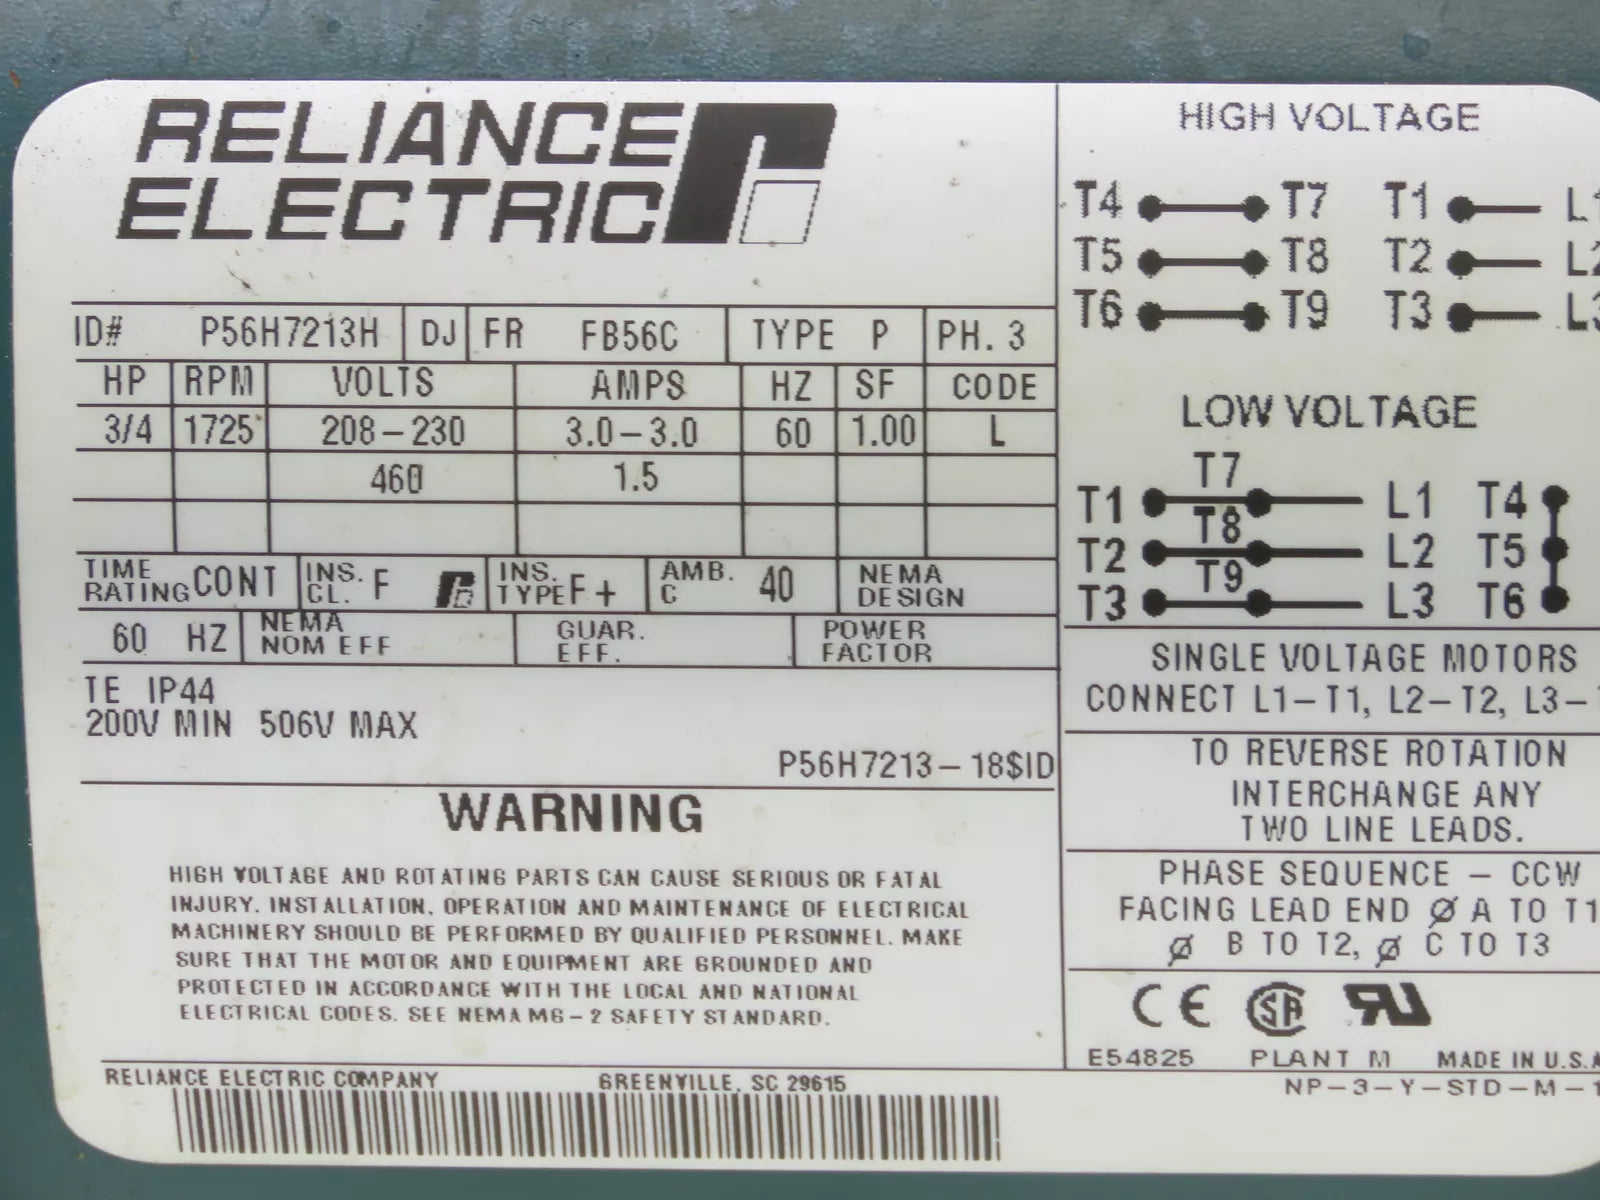 RELIANCE
ELECTRIC
ID# P56H7213H DJ FR FB56C TYPE P PH. 3
HP RPM VOLTS AMPS HZ SF CODE
3/4 1725 208-230 3.0-3.0 60 1.00 L
460 1.5
TIME RATING CONT INS. CL. F INS. TYPE F+ AMB. C 40 NEMA DESIGN
60 HZ NEMA NOM EFF GUAR. EFF. POWER FACTOR
TE IP44
200V MIN 506V MAX
P56H7213-18$ID
WARNING
HIGH VOLTAGE AND ROTATING PARTS CAN CAUSE SERIOUS OR FATAL
INJURY. INSTALLATION, OPERATION AND MAINTENANCE OF ELECTRICAL
MACHINERY SHOULD BE PERFORMED BY QUALIFIED PERSONNEL. MAKE
SURE THAT THE MOTOR AND EQUIPMENT ARE GROUNDED AND
PROTECTED IN ACCORDANCE WITH THE LOCAL AND NATIONAL
ELECTRICAL CODES. SEE NEMA MG-2 SAFETY STANDARD.
RELIANCE ELECTRIC COMPANY GREENVILLE, SC 29615
HIGH VOLTAGE
T4 T7 T1 L1
T5 T8 T2 L2
T6 T9 T3 L3
LOW VOLTAGE
T7
T1 L1 T4
T8
T2 L2 T5
T9
T3 L3 T6
SINGLE VOLTAGE MOTORS
CONNECT L1-T1, L2-T2, L3-
TO REVERSE ROTATION
INTERCHANGE ANY
TWO LINE LEADS.
PHASE SEQUENCE - CCW
FACING LEAD END Ø A TO T1
Ø B TO T2, Ø C TO T3
CE SA RU
E54825 PLANT M MADE IN U.S.A
NP-3-Y-STD-M-1